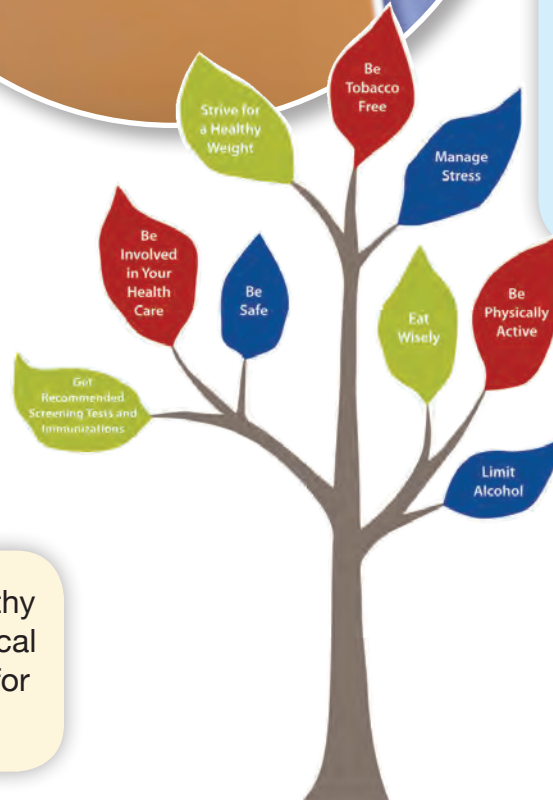 Be
Tobacco
Free
Strive for
a Healthy
Weight
Manage
Stress
Be
Involved
in Your
Health
Care
Be
Safe
Eat
Wisely
Be
Physically
Active
Get
Recommended
Screening Tests and
Immunizations
Limit
Alcohol
thy
cal
for